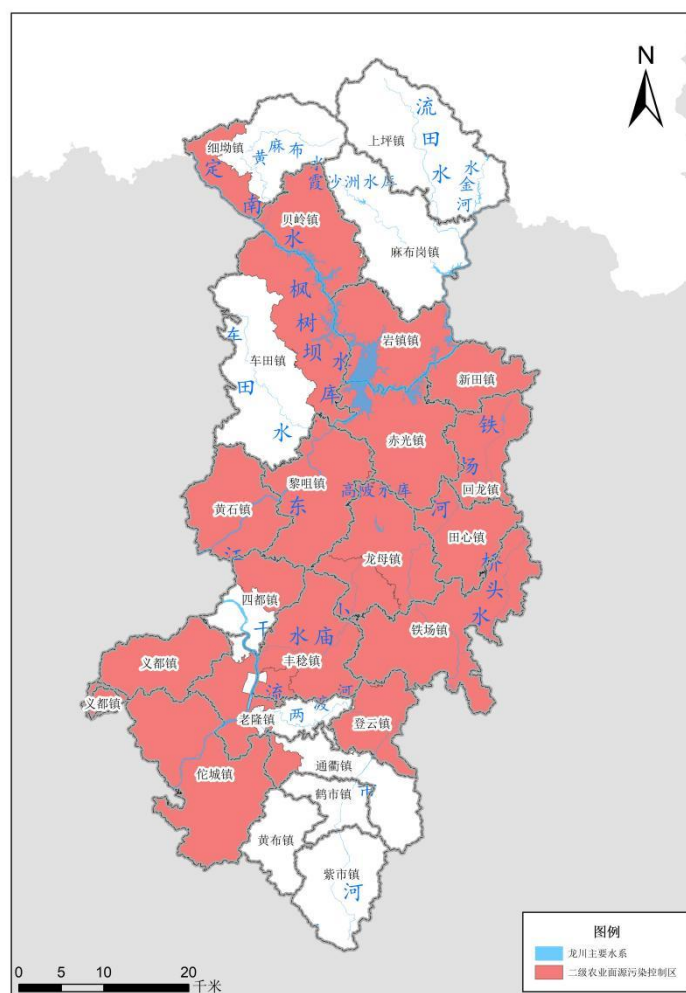 N
流
田
水
上坪镇
水
金
河
细坳镇
黄麻布
水
霞沙洲水库
定
南
水
贝岭镇
麻布岗镇
枫
树
坝
水
库
岩镇镇
车
田
水
车田镇
新田镇
赤光镇
铁
场
河
回龙镇
黎咀镇
高陂水库
黄石镇
东
江
干
流
田心镇
龙母镇
桥
头
水
四都镇
小
庙
水
铁场镇
丰稔镇
义都镇
义都镇
老隆镇
两渡河
登云镇
佗城镇
通衢镇
鹤市镇
市
河
黄布镇
紫市镇
图例
龙川主要水系
二级农业面源污染控制区
0 5 10 20
千米